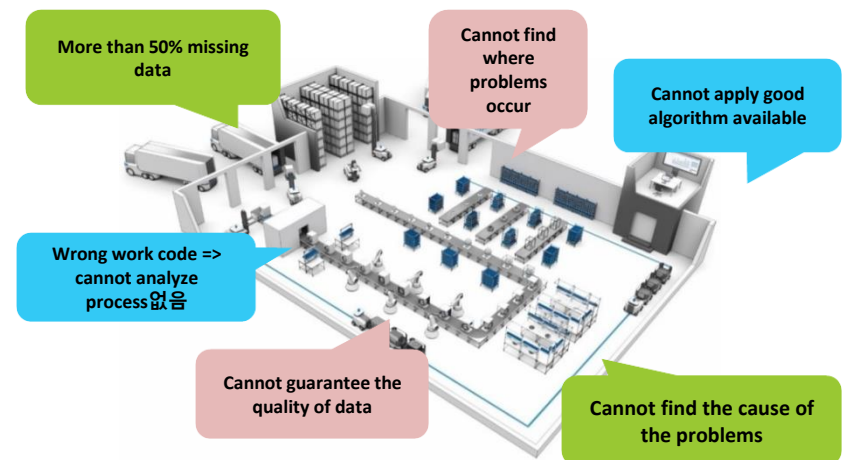 More than 50% missing
data
Cannot find
where
problems
occur
Cannot apply good
algorithm available
Wrong work code =>
cannot analyze
process없음
Cannot guarantee the
quality of data
Cannot find the cause of
the problems